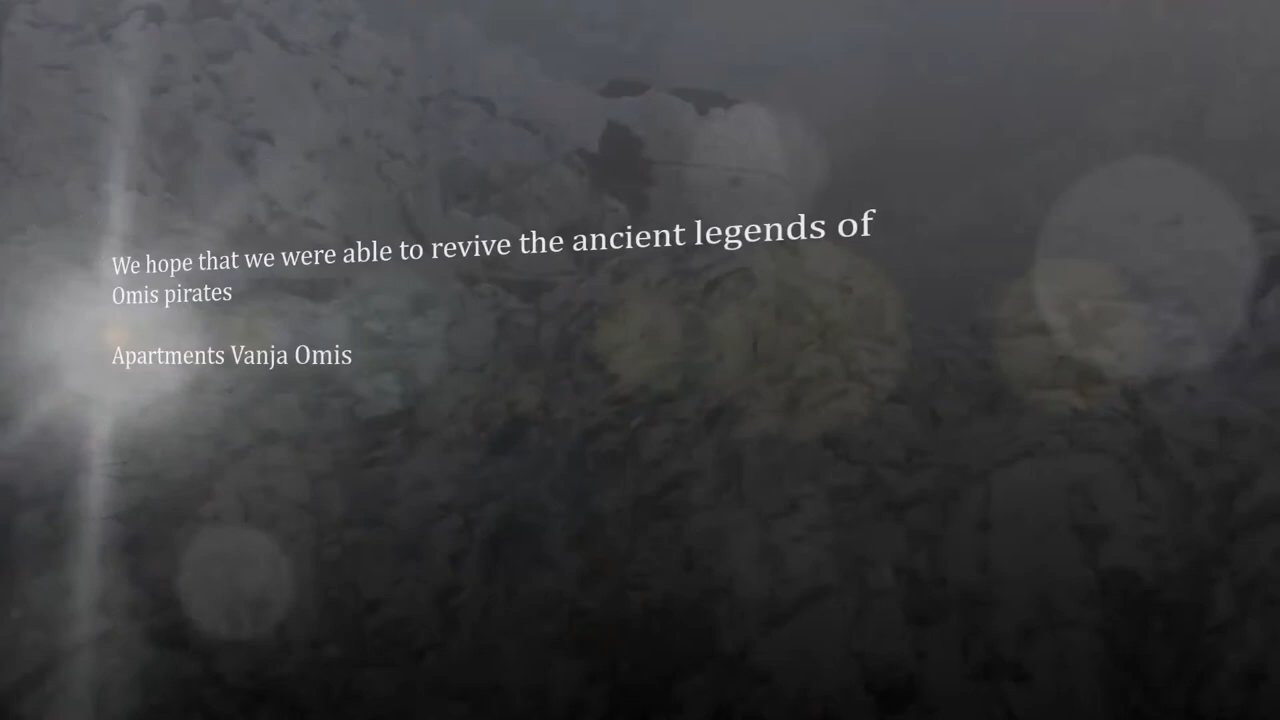 We hope that we were able to revive the ancient legends of
Omis pirates
Apartments Vanja Omis